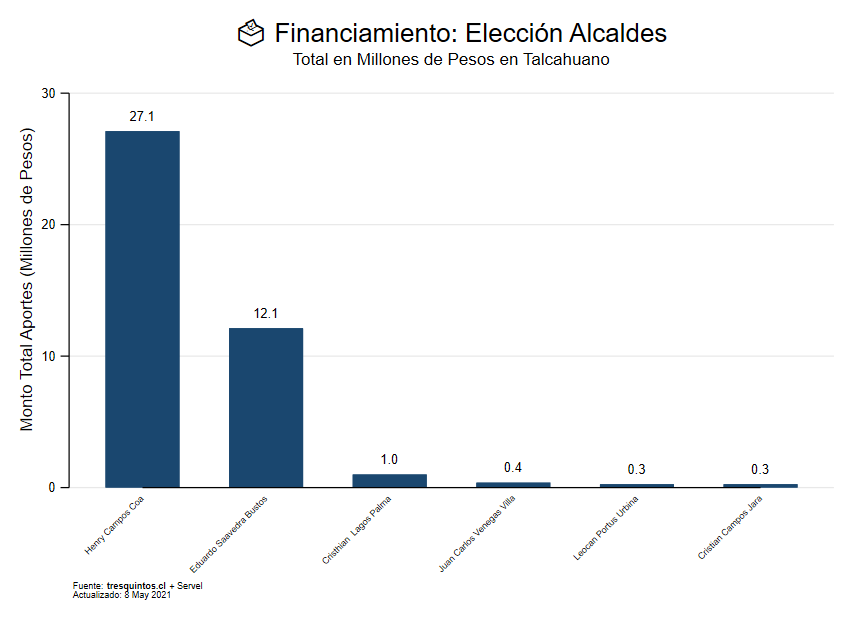 Financiamiento: Elección Alcaldes
Total en Millones de Pesos en Talcahuano
Monto Total Aportes (Millones de Pesos)
30
20
10
0
27.1
12.1
1.0
0.4
0.3
0.3
Henry Campos Coa
Eduardo Saavedra Bustos
Cristhian Lagos Palma
Juan Carlos Venegas Villa
Leocan Portus Urbina
Cristian Campos Jara
Fuente: tresquintos.cl + Servel
Actualizado: 8 May 2021